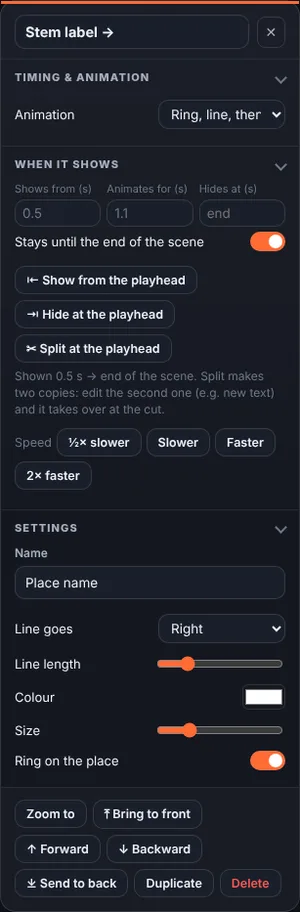 Stem label →
×
TIMING & ANIMATION
Animation
Ring, line, ther
WHEN IT SHOWS
Shows from (s) Animates for (s) Hides at (s)
0.5 1.1 end
Stays until the end of the scene
⇤ Show from the playhead
⇥ Hide at the playhead
✂ Split at the playhead
Shown 0.5 s → end of the scene. Split makes
two copies: edit the second one (e.g. new text)
and it takes over at the cut.
Speed ½× slower Slower Faster
2× faster
SETTINGS
Name
Place name
Line goes Right
Line length
Colour
Size
Ring on the place
Zoom to ⤒ Bring to front
↑ Forward ↓ Backward
⤓ Send to back Duplicate Delete